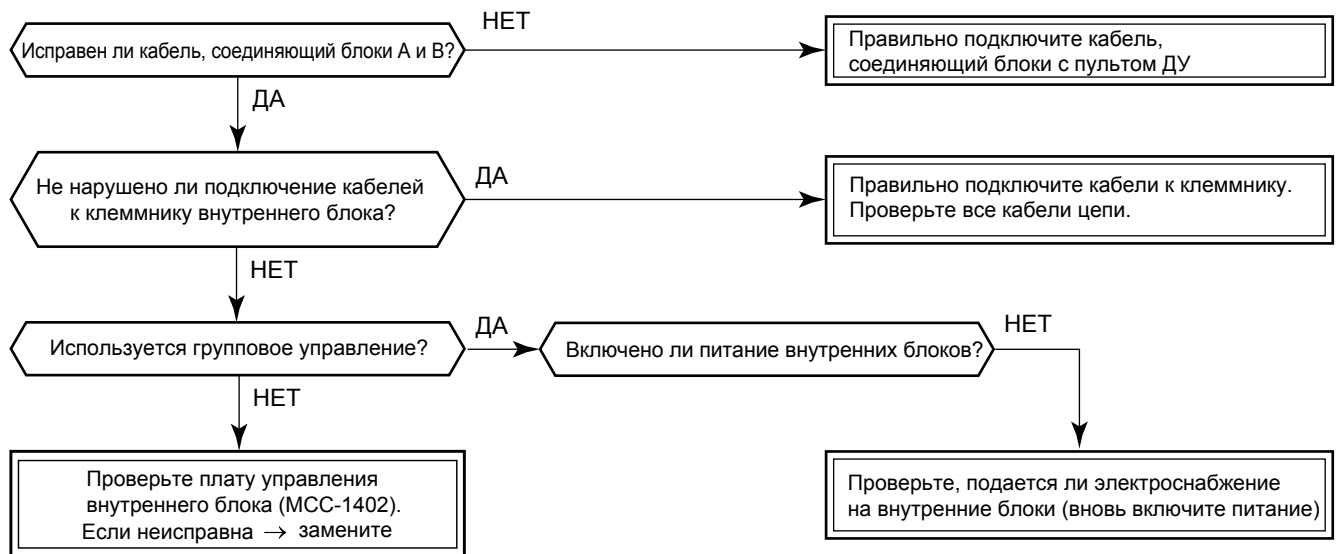 НЕТ
Исправен ли кабель, соединяющий блоки А и В?
Правильно подключите кабель,
соединяющий блоки с пультом ДУ
ДА
Не нарушено ли подключение кабелей
к клеммнику внутреннего блока?
ДА
Правильно подключите кабели к клеммнику.
Проверьте все кабели цепи.
НЕТ
Используется групповое управление?
ДА
Включено ли питание внутренних блоков?
НЕТ
НЕТ
Проверьте плату управления
внутреннего блока (MCC-1402).
Если неисправна → замените
Проверьте, подается ли электроснабжение
на внутренние блоки (вновь включите питание)